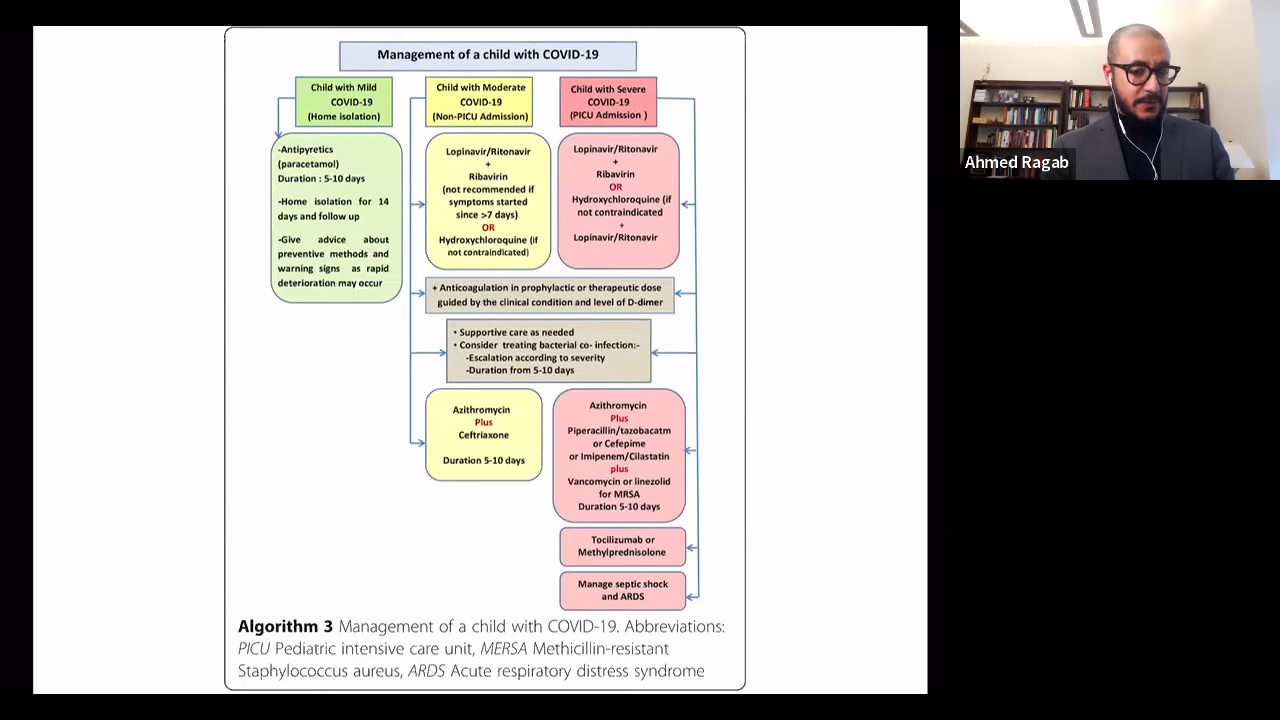 Management of a child with COVID-19
Child with Mild
COVID-19
(Home isolation)
Child with Moderate
COVID-19
(Non-PICU Admission)
Child with Severe
COVID-19
(PICU Admission )
-Antipyretics
(paracetamol)
Duration : 5-10 days
-Home isolation for 14
days and follow up
-Give advice about
preventive methods and
warning signs as rapid
deterioration may occur
Lopinavir/Ritonavir
+
Ribavirin
(not recommended if
symptoms started
since >7 days)
OR
Hydroxychloroquine (if
not contraindicated)
Lopinavir/Ritonavir
+
Ribavirin
OR
Hydroxychloroquine (if
not contraindicated
+
Lopinavir/Ritonavir
+ Anticoagulation in prophylactic or therapeutic dose
guided by the clinical condition and level of D-dimer
• Supportive care as needed
• Consider treating bacterial co- infection:-
-Escalation according to severity
-Duration from 5-10 days
Azithromycin
Plus
Ceftriaxone
Duration 5-10 days
Azithromycin
Plus
Piperacillin/tazobacatm
or Cefepime
or Imipenem/Cilastatin
plus
Vancomycin or linezolid
for MRSA
Duration 5-10 days
Tocilizumab or
Methylprednisolone
Manage septic shock
and ARDS
Algorithm 3 Management of a child with COVID-19. Abbreviations:
PICU Pediatric intensive care unit, MERSA Methicillin-resistant
Staphylococcus aureus, ARDS Acute respiratory distress syndrome
Ahmed Ragab